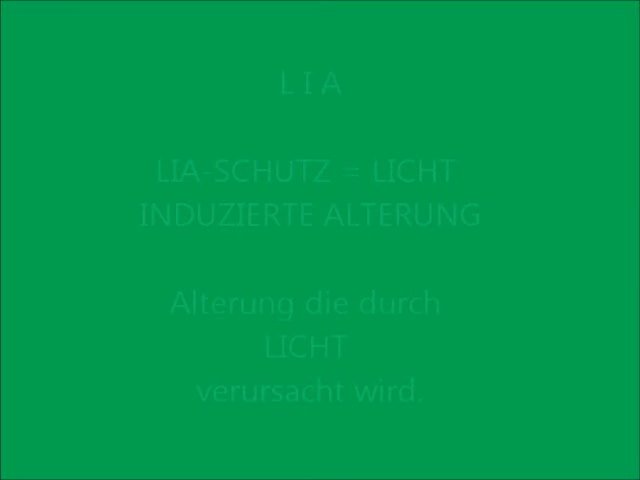 L I A
LIA-SCHUTZ = LICHT
INDUZIERTE ALTERUNG
Alterung die durch
LICHT
verursacht wird.